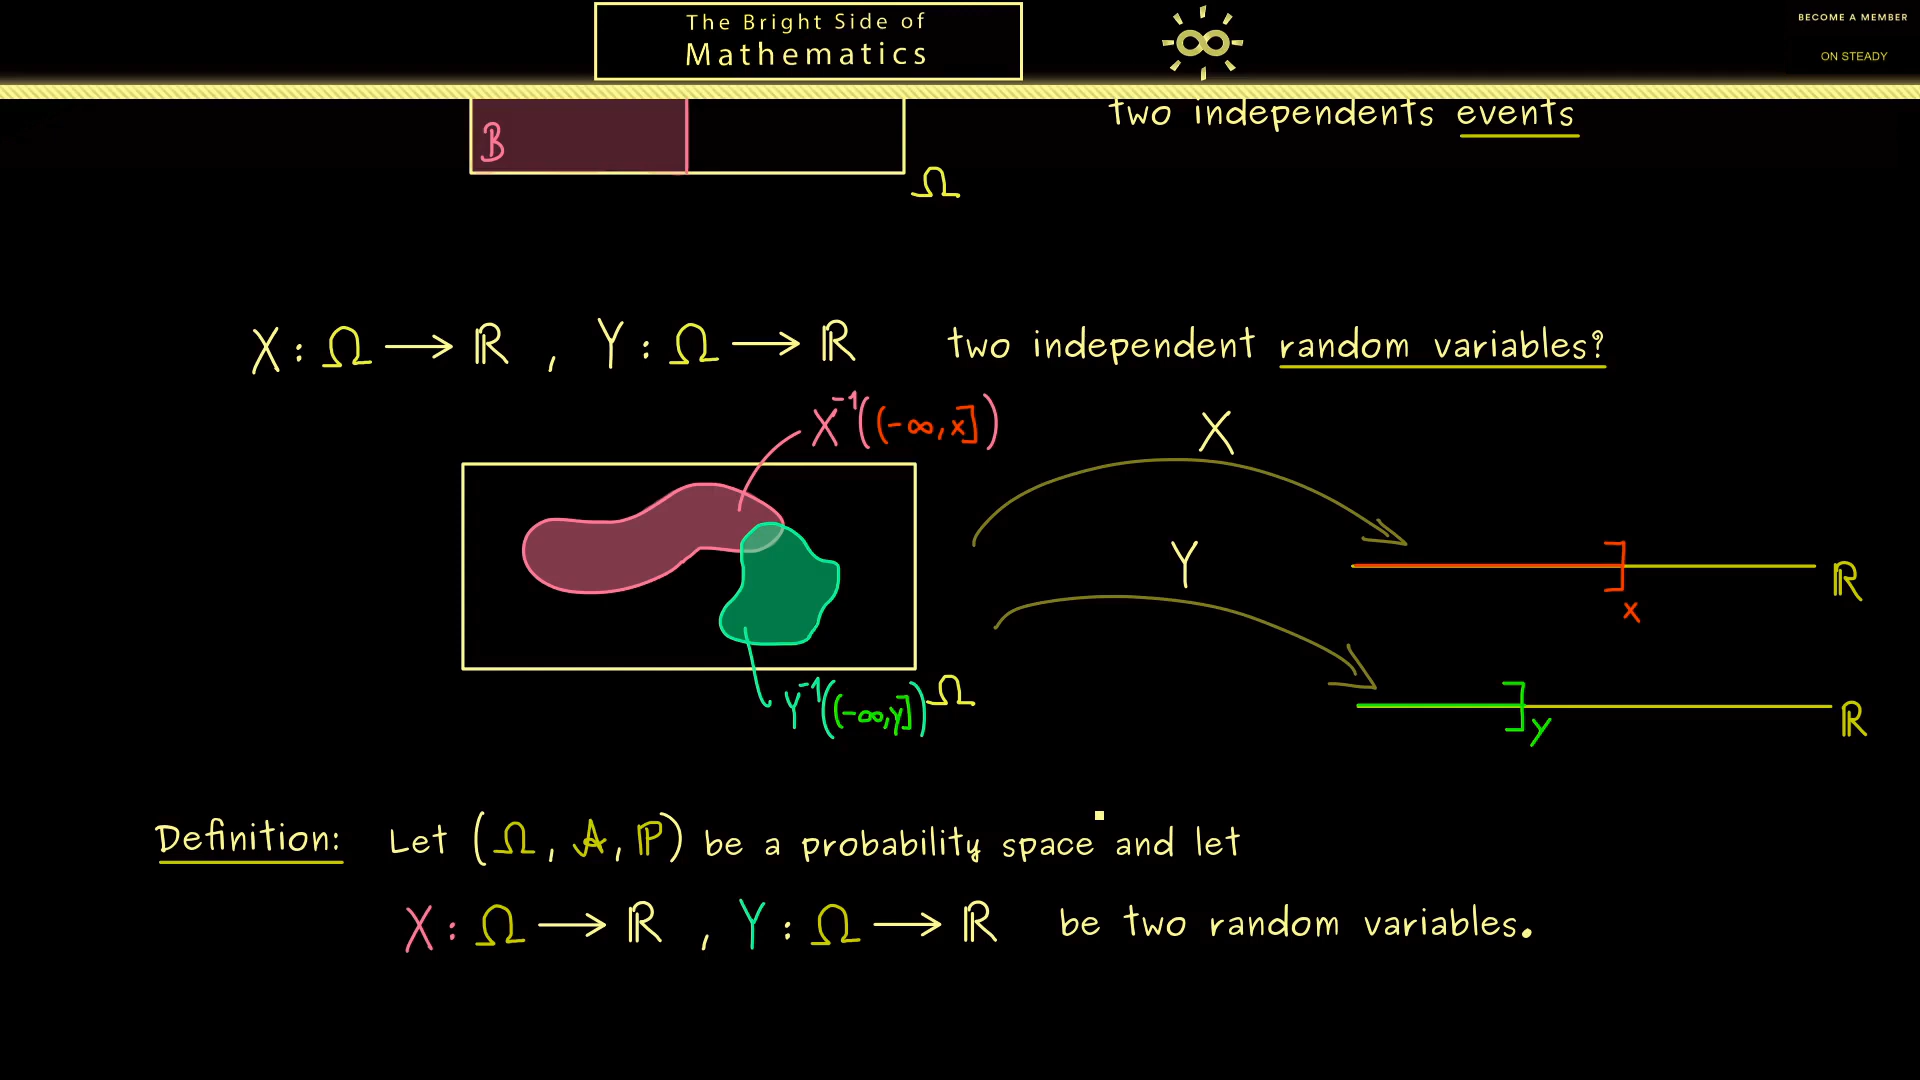 The Bright Side of
Mathematics
BECOME A MEMBER
ON STEADY
two independents events
B
Ω
X : Ω ⟶ ℝ , Y : Ω ⟶ ℝ two independent random variables?
X⁻¹((-∞,x])
X
Y
ℝ
x
Y⁻¹((-∞,y])
Ω
ℝ
y
Definition: Let (Ω, 𝒜, ℙ) be a probability space and let
X : Ω ⟶ ℝ , Y : Ω ⟶ ℝ be two random variables.